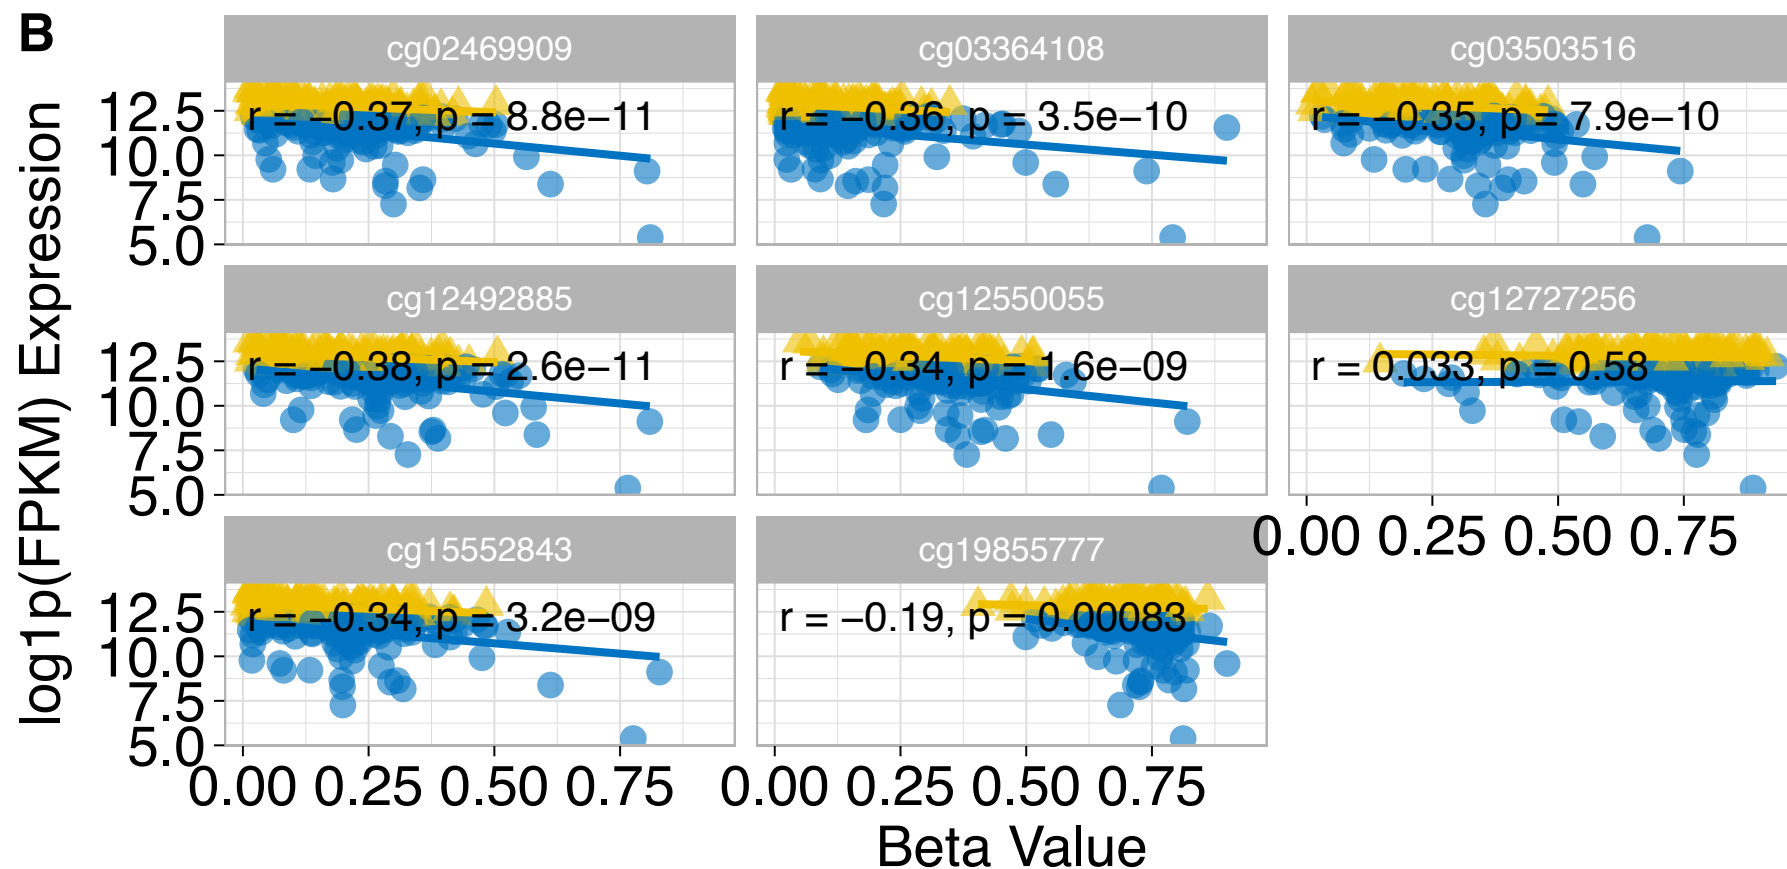 B
cg02469909
cg03364108
cg03503516
log1p(FPKM) Expression
12.5
10.0
7.5
5.0
r = −0.37, p = 8.8e−11
r = −0.36, p = 3.5e−10
r = −0.35, p = 7.9e−10
cg12492885
cg12550055
cg12727256
12.5
10.0
7.5
5.0
r = −0.38, p = 2.6e−11
r = −0.34, p = 1.6e−09
r = 0.033, p = 0.58
0.00 0.25 0.50 0.75
cg15552843
cg19855777
12.5
10.0
7.5
5.0
r = −0.34, p = 3.2e−09
r = −0.19, p = 0.00083
0.00 0.25 0.50 0.75
0.00 0.25 0.50 0.75
Beta Value